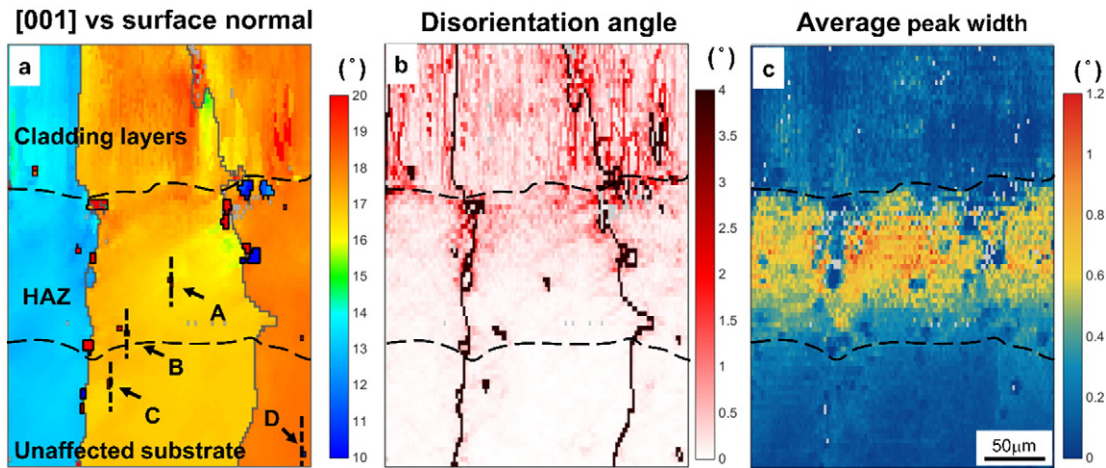 [001] vs surface normal
Disorientation angle
Average peak width
a
Cladding layers
HAZ
A
B
C
D
Unaffected substrate
(°)
20
19
18
17
16
15
14
13
12
11
10
b
(°)
4
3.5
3
2.5
2
1.5
1
0.5
0
c
50μm
(°)
1.2
1
0.8
0.6
0.4
0.2
0